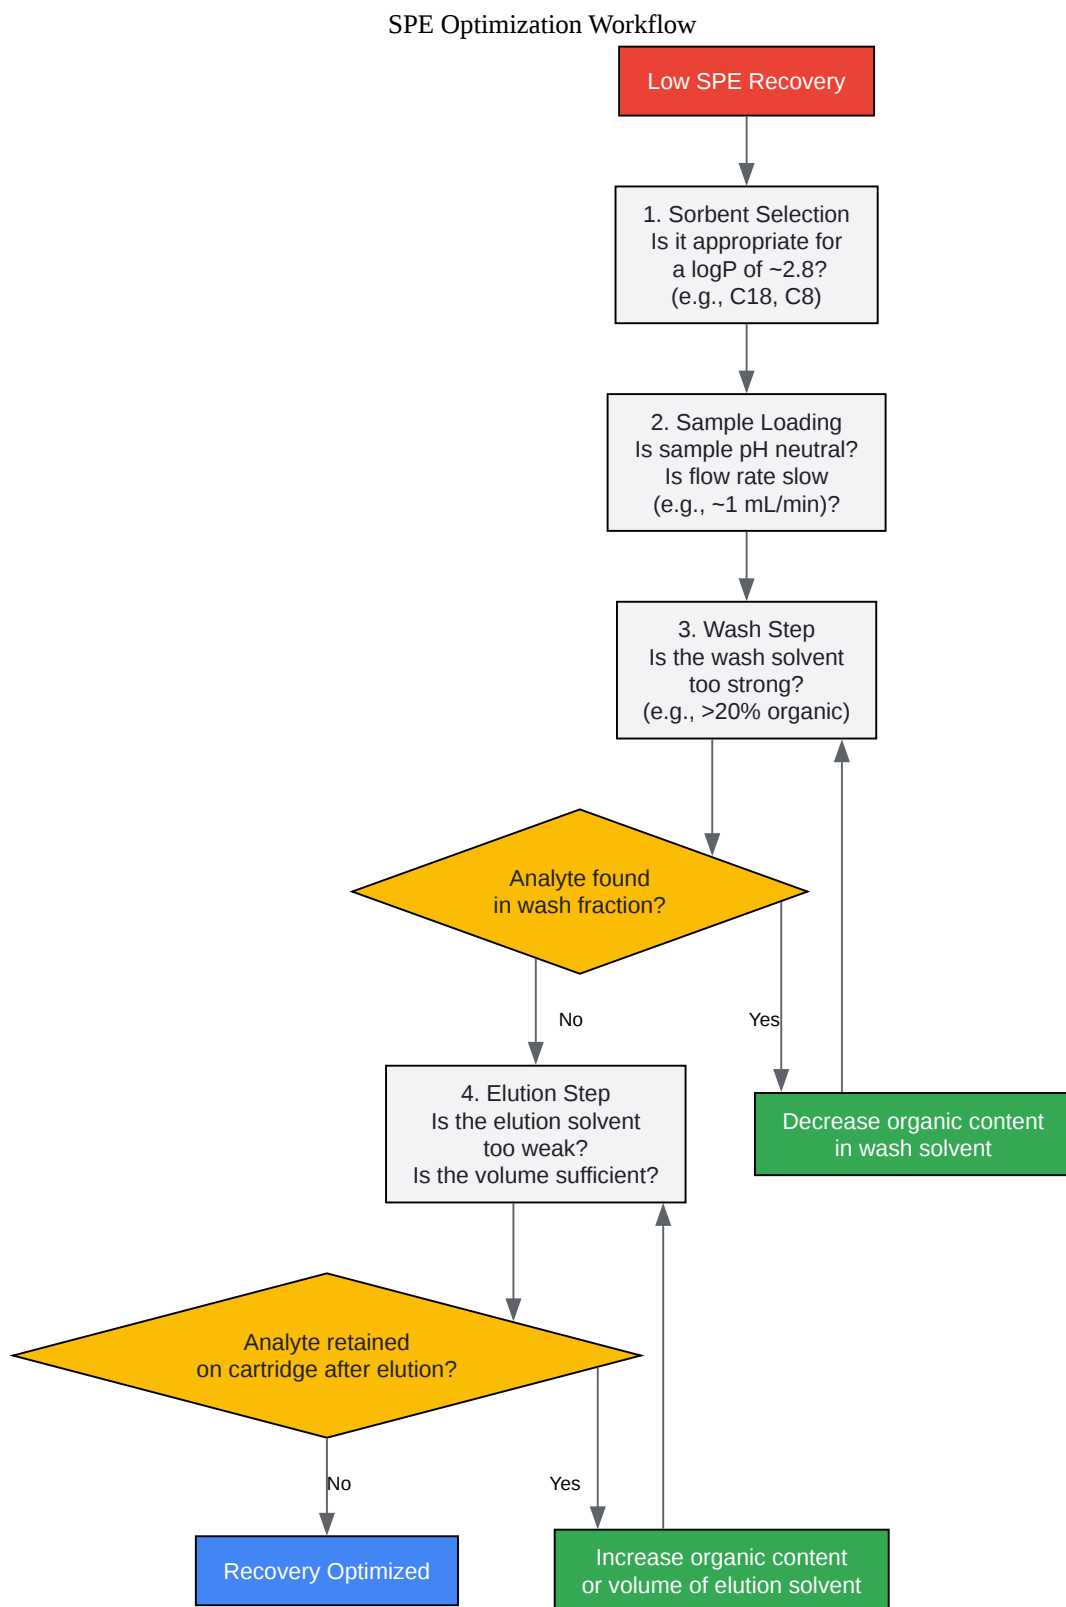 SPE Optimization Workflow
Low SPE Recovery
1. Sorbent Selection
Is it appropriate for
a logP of ~2.8?
(e.g., C18, C8)
2. Sample Loading
Is sample pH neutral?
Is flow rate slow
(e.g., ~1 mL/min)?
3. Wash Step
Is the wash solvent
too strong?
(e.g., >20% organic)
Analyte found
in wash fraction?
No
Yes
4. Elution Step
Is the elution solvent
too weak?
Is the volume sufficient?
Decrease organic content
in wash solvent
Analyte retained
on cartridge after elution?
No
Yes
Recovery Optimized
Increase organic content
or volume of elution solvent